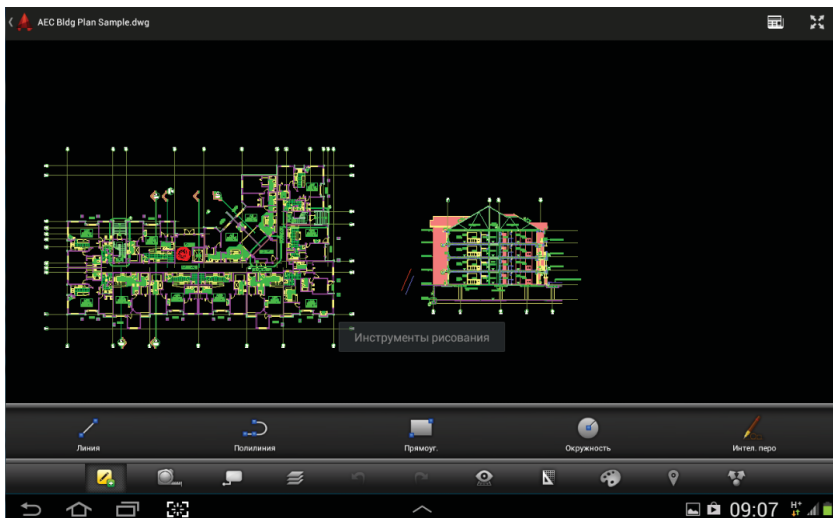 AEC Bldg Plan Sample.dwg
Инструменты рисования
Линия
Полилиния
Прямоуг.
Окружность
Интел. перо
09:07
H+